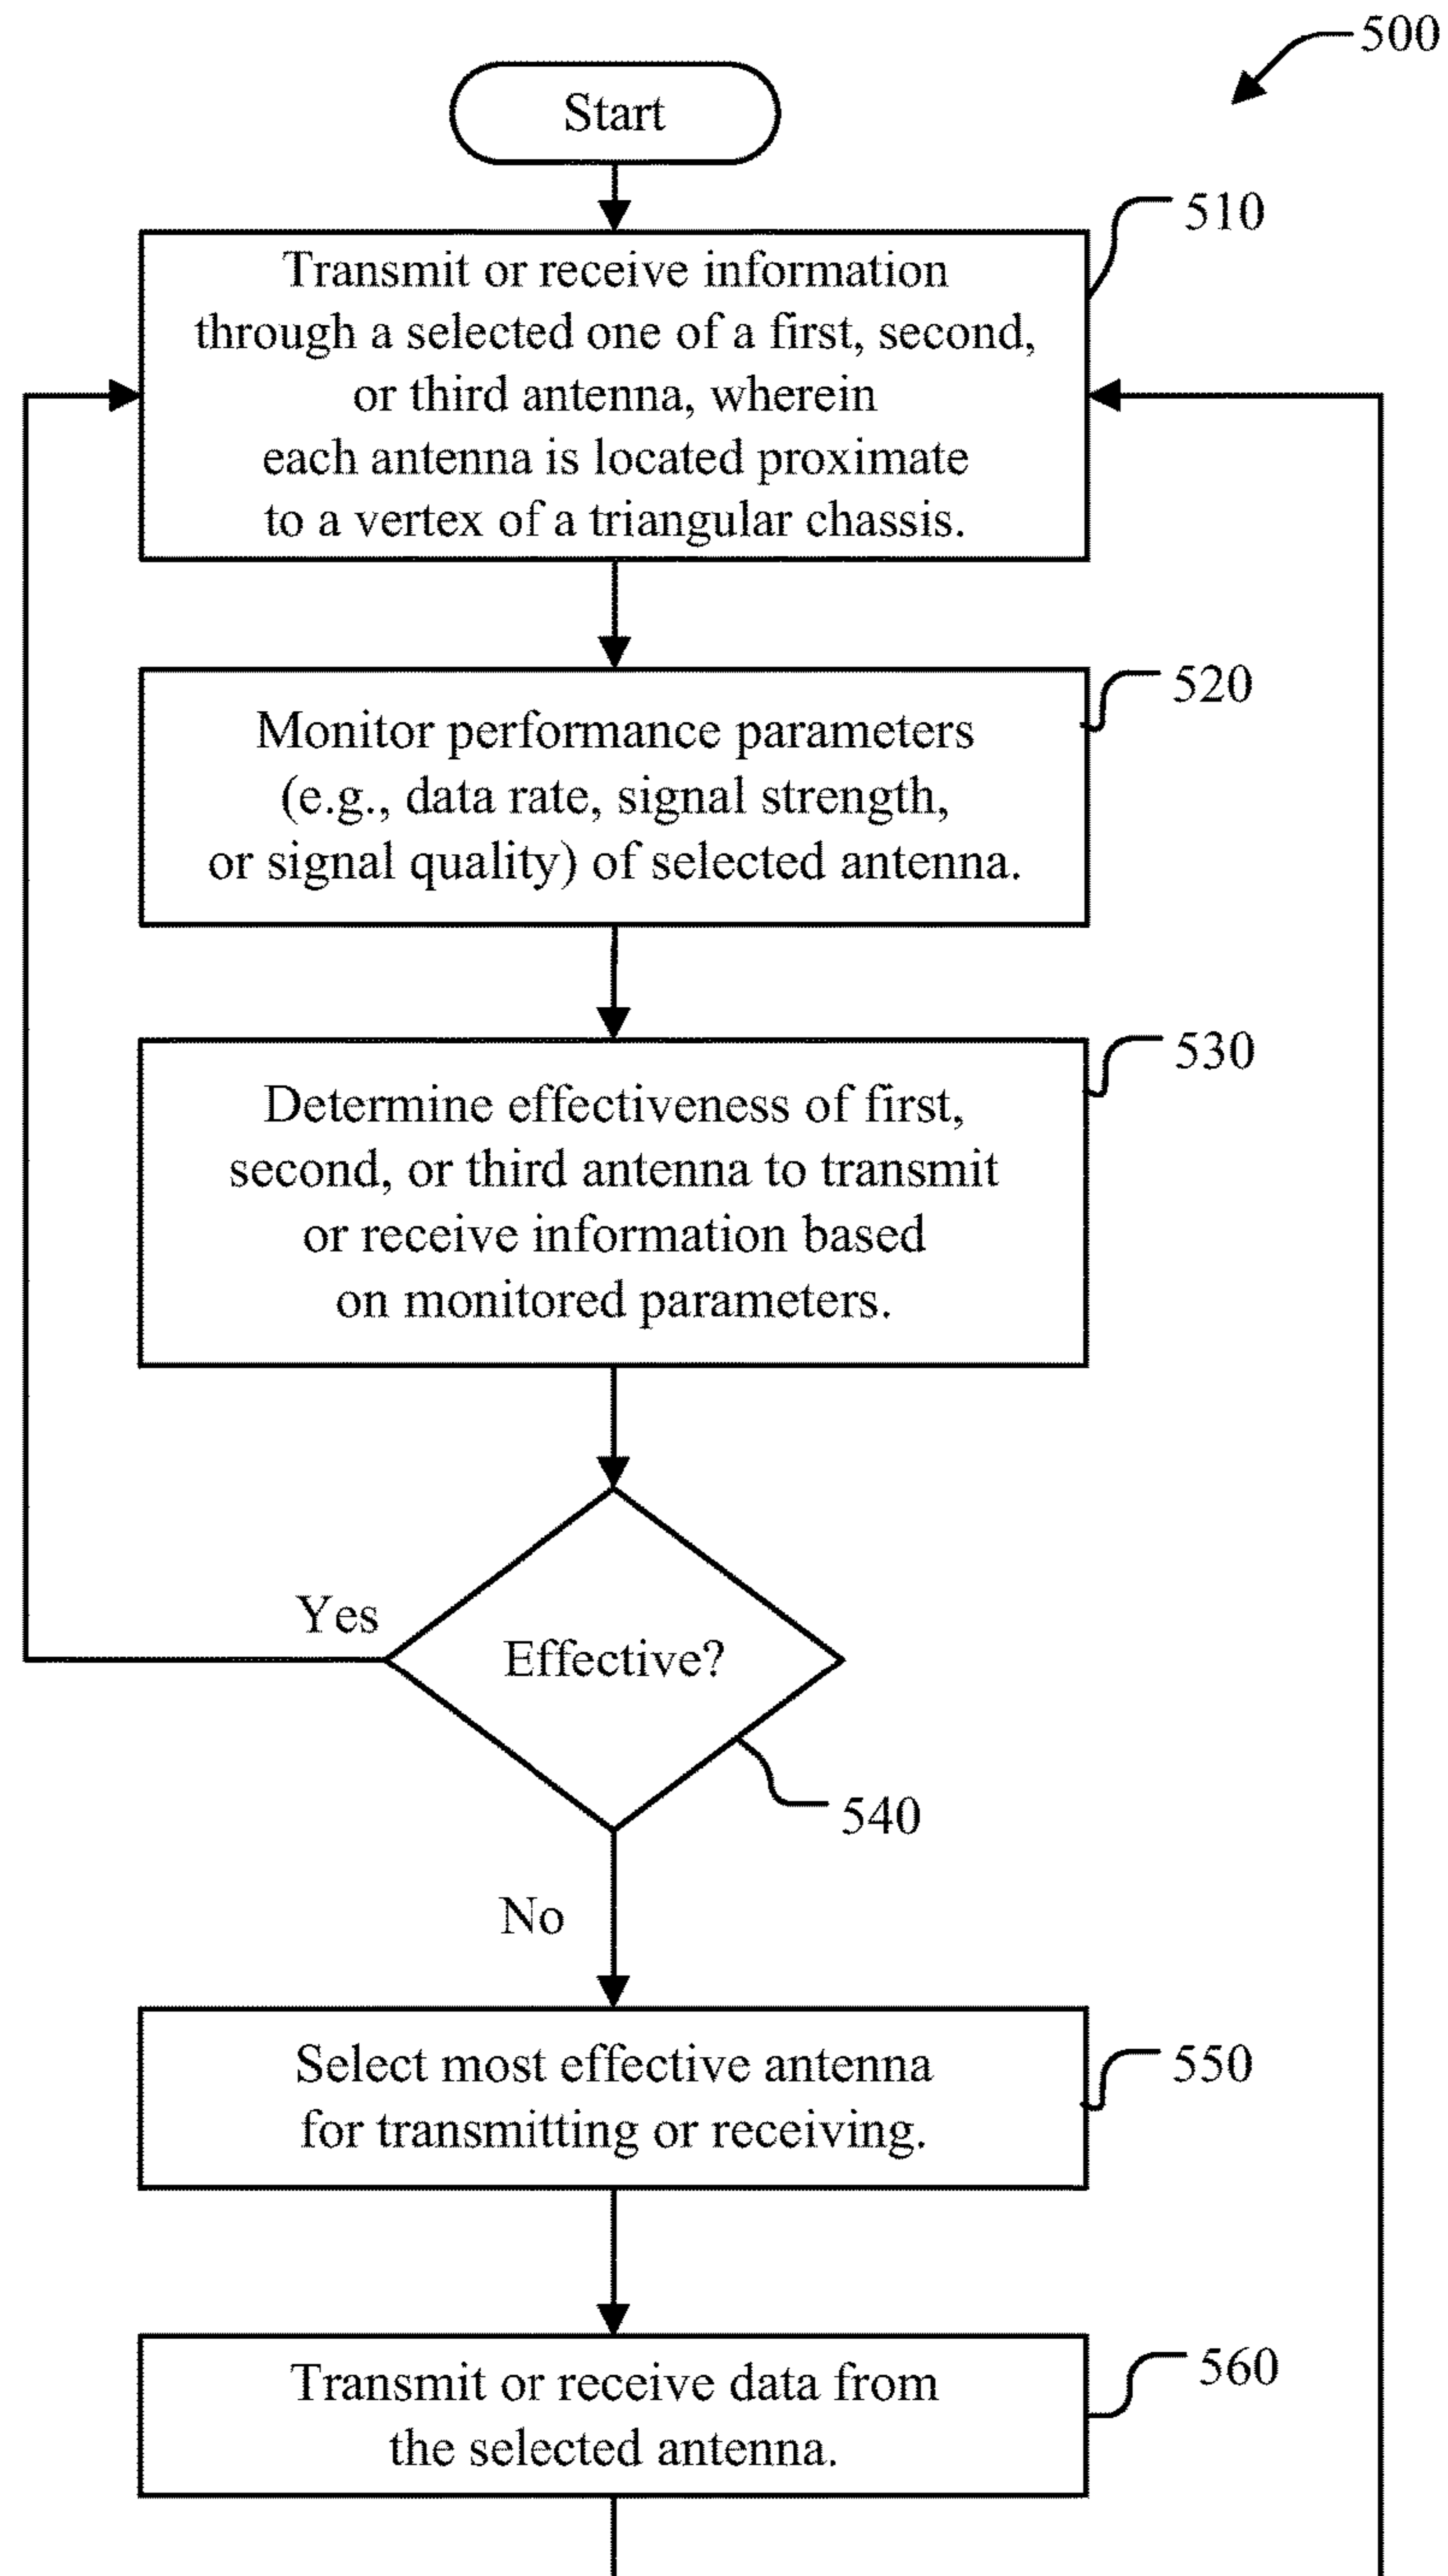 500
Start
510
Transmit or receive information
through a selected one of a first, second,
or third antenna, wherein
each antenna is located proximate
to a vertex of a triangular chassis.
520
Monitor performance parameters
(e.g., data rate, signal strength,
or signal quality) of selected antenna.
530
Determine effectiveness of first,
second, or third antenna to transmit
or receive information based
on monitored parameters.
Yes
Effective?
540
No
550
Select most effective antenna
for transmitting or receiving.
560
Transmit or receive data from
the selected antenna.